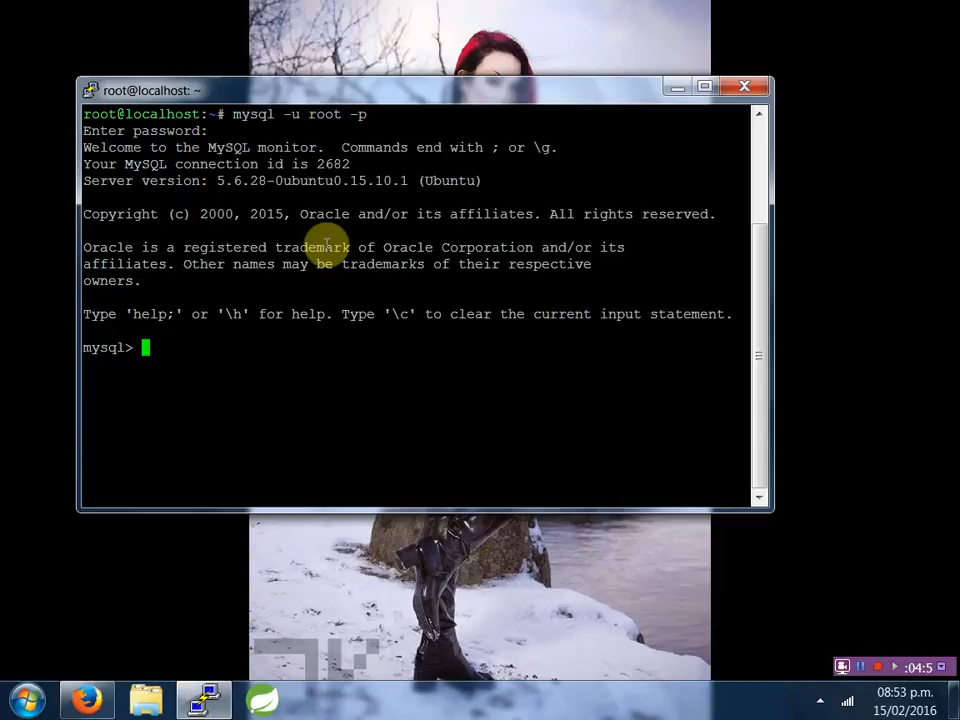 root@localhost: ~
root@localhost:~# mysql -u root -p
Enter password:
Welcome to the MySQL monitor.  Commands end with ; or \g.
Your MySQL connection id is 2682
Server version: 5.6.28-0ubuntu0.15.10.1 (Ubuntu)
Copyright (c) 2000, 2015, Oracle and/or its affiliates. All rights reserved.
Oracle is a registered trademark of Oracle Corporation and/or its
affiliates. Other names may be trademarks of their respective
owners.
Type 'help;' or '\h' for help. Type '\c' to clear the current input statement.
mysql>
:04:5
08:53 p.m.
15/02/2016